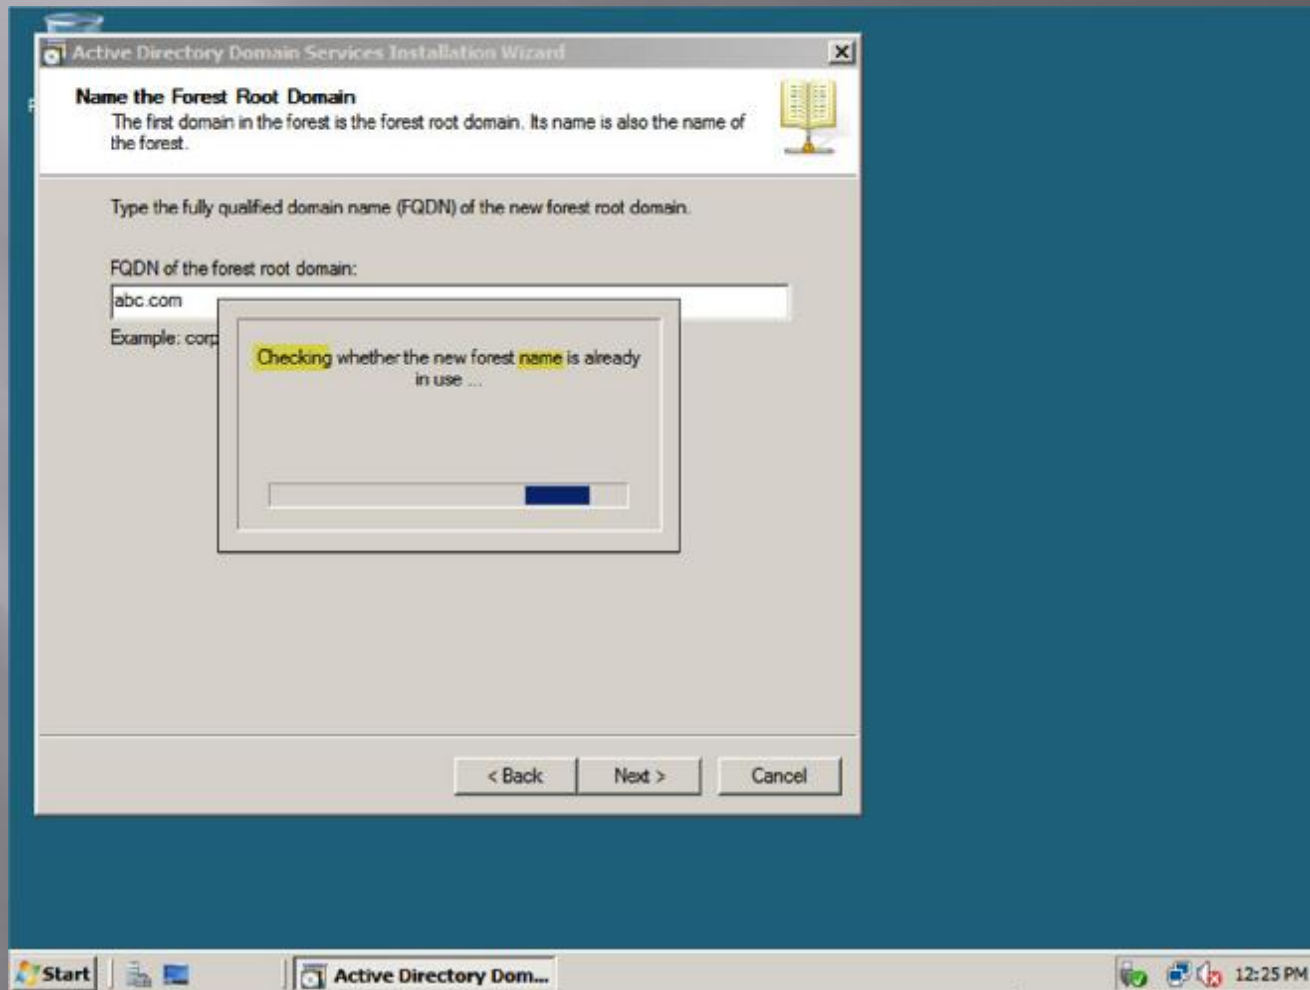 Active Directory Domain Services Installation Wizard
Name the Forest Root Domain
The first domain in the forest is the forest root domain. Its name is also the name of
the forest.
Type the fully qualified domain name (FQDN) of the new forest root domain.
FQDN of the forest root domain:
abc.com
Example: corp
Checking whether the new forest name is already
in use ...
< Back
Next >
Cancel
Start
Active Directory Dom...
12:25 PM